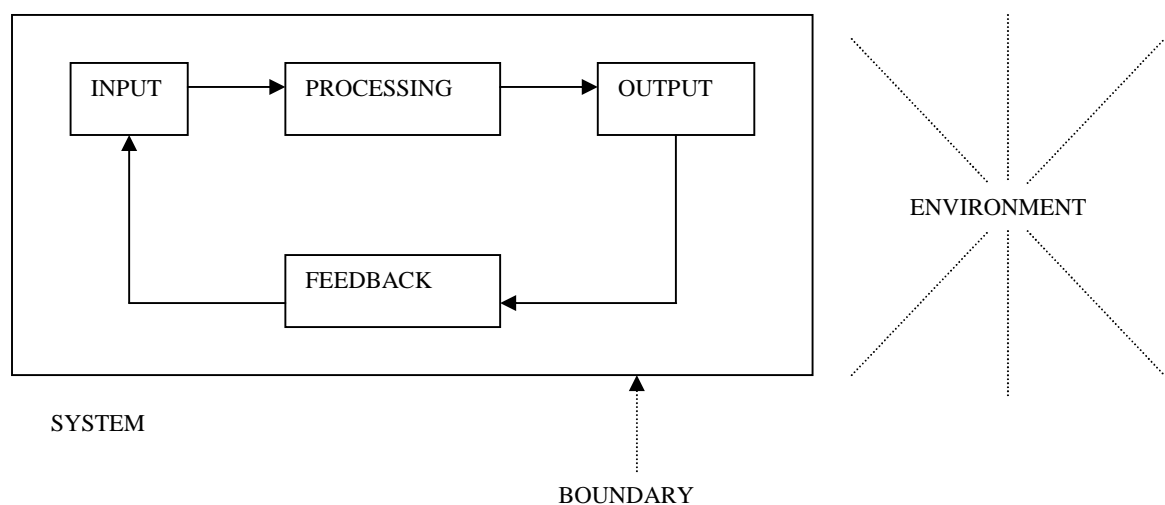 INPUT
PROCESSING
OUTPUT
ENVIRONMENT
FEEDBACK
SYSTEM
BOUNDARY